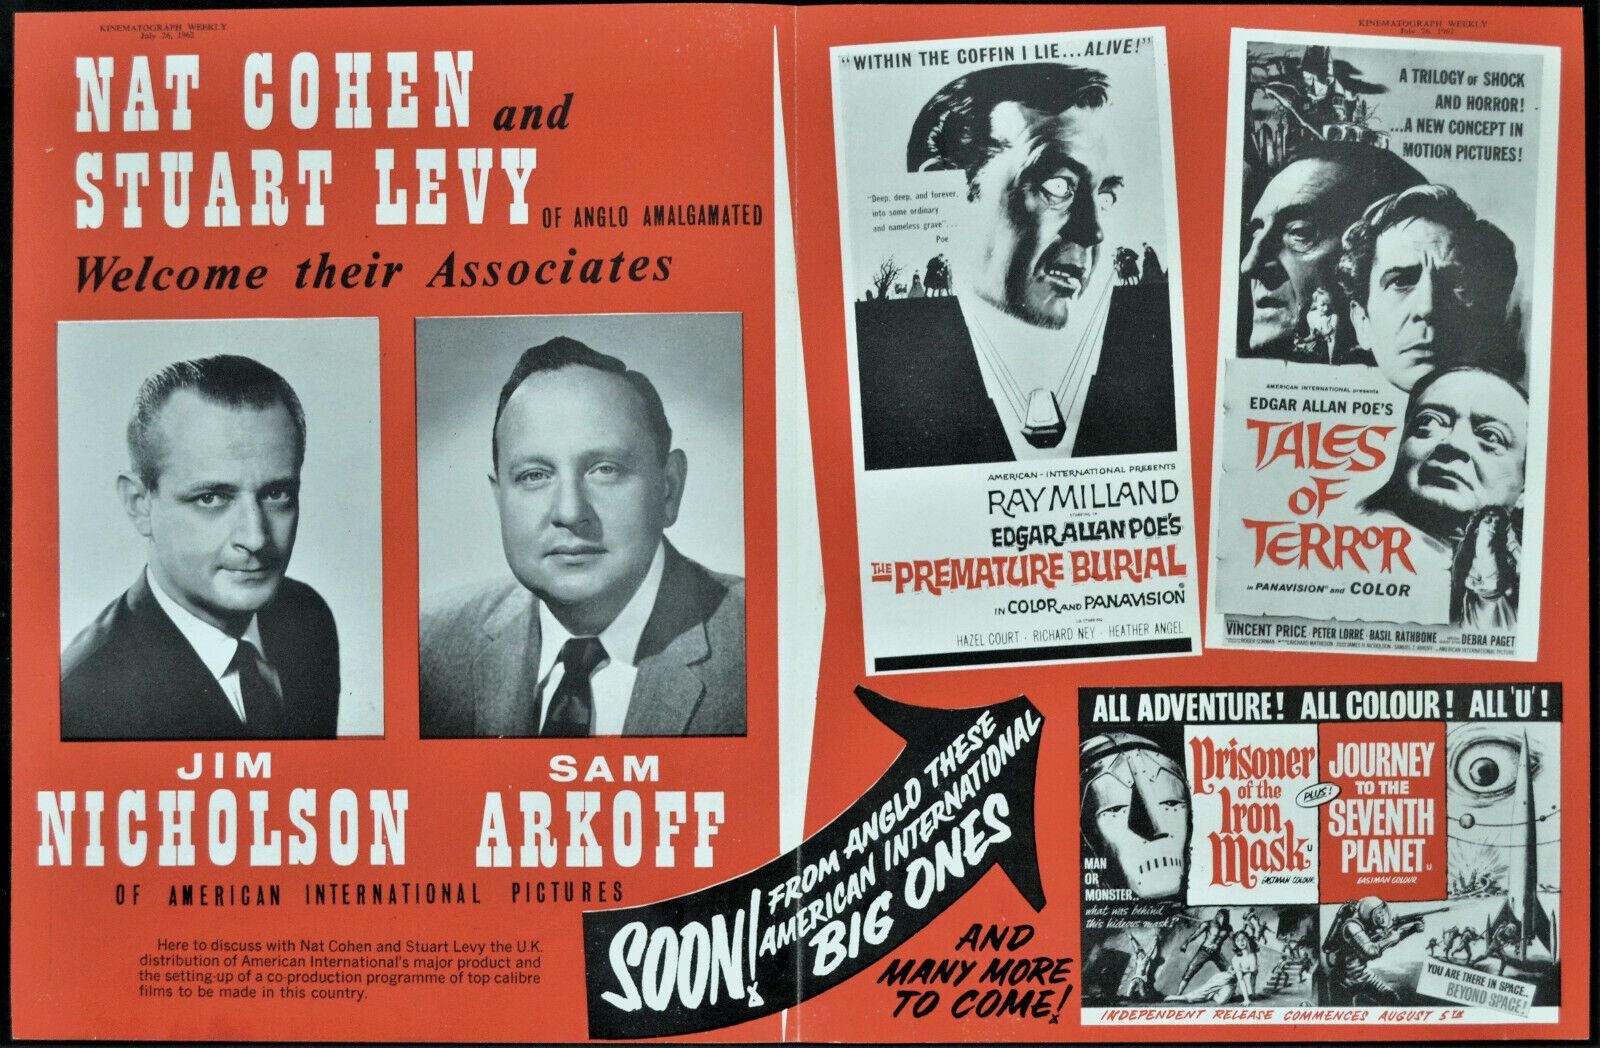 KINEMATOGRAPH WEEKLY
July 26, 1962
NAT COHEN and
STUART LEVY
OF ANGLO AMALGAMATED
Welcome their Associates
JIM
NICHOLSON
SAM
ARKOFF
OF AMERICAN INTERNATIONAL PICTURES
Here to discuss with Nat Cohen and Stuart Levy the U.K.
distribution of American International's major product and
the setting-up of a co-production programme of top calibre
films to be made in this country.
KINEMATOGRAPH WEEKLY
July 26, 1962
"WITHIN THE COFFIN I LIE...ALIVE!"
"Deep, deep, and forever,
into some ordinary
and nameless grave"...
Poe
AMERICAN-INTERNATIONAL PRESENTS
RAY MILLAND
STARRING IN
EDGAR ALLAN POE'S
THE PREMATURE BURIAL
IN COLOR AND PANAVISION
CO-STARRING
HAZEL COURT · RICHARD NEY · HEATHER ANGEL
A TRILOGY OF SHOCK
AND HORROR!
...A NEW CONCEPT IN
MOTION PICTURES!
AMERICAN INTERNATIONAL presents
EDGAR ALLAN POE'S
TALES
OF
TERROR
in PANAVISION® and COLOR
VINCENT PRICE · PETER LORRE · BASIL RATHBONE · DEBRA PAGET
SOON!
FROM ANGLO THESE
AMERICAN INTERNATIONAL
BIG ONES
AND
MANY MORE
TO COME!
ALL ADVENTURE! ALL COLOUR! ALL 'U'!
Prisoner
of the
Iron
Mask U
EASTMAN COLOUR
PLUS!
JOURNEY
TO THE
SEVENTH
PLANET U
EASTMAN COLOUR
MAN
OR
MONSTER..
what was behind
this hideous mask?
YOU ARE THERE IN SPACE..
BEYOND SPACE!
INDEPENDENT RELEASE COMMENCES AUGUST 5TH